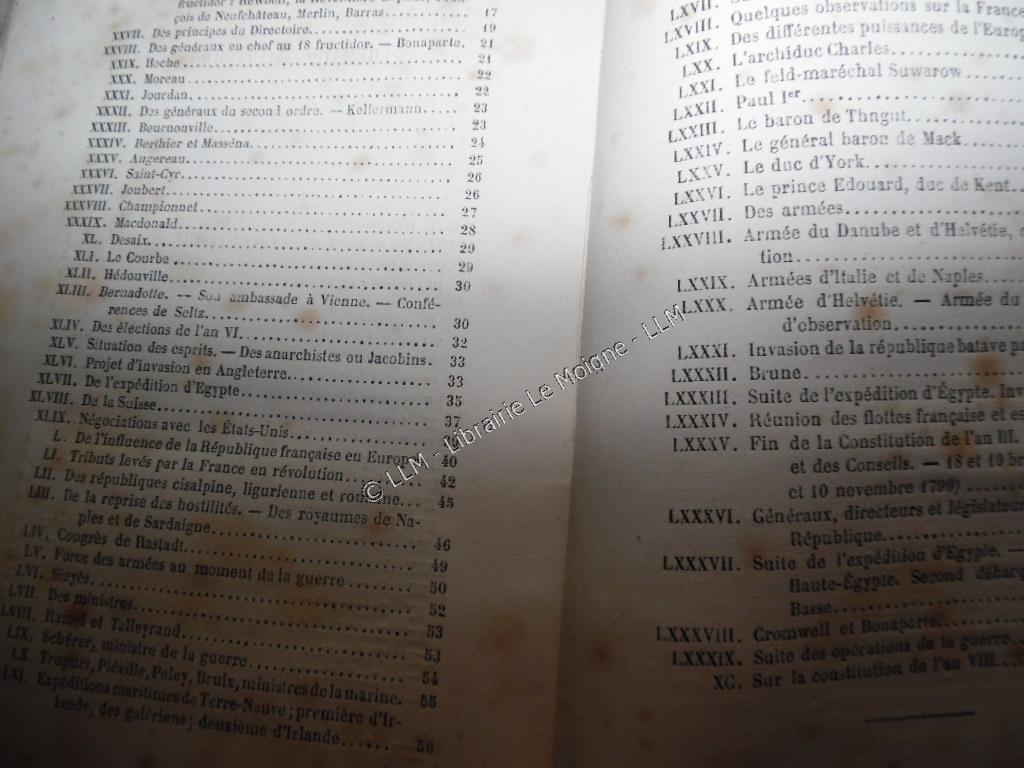 fructidor : Rewbell, la
çois de Neufchâteau, Merlin, Barras 17
XXVII. Des principes du Directoire 19
XXVIII. Des généraux en chef au 18 fructidor. — Bonaparte. 21
XXIX. Hoche 21
XXX. Moreau 22
XXXI. Jourdan 22
XXXII. Des généraux du second ordre. — Kellermann 23
XXXIII. Bournonville 23
XXXIV. Berthier et Masséna 24
XXXV. Augereau 25
XXXVI. Saint-Cyr 26
XXXVII. Joubert 26
XXXVIII. Championnet 27
XXXIX. Macdonald 28
XL. Desaix 29
XLI. Le Courbe 29
XLII. Hédouville 30
XLIII. Bernadotte. — Son ambassade à Vienne. — Confé-
rences de Seltz 30
XLIV. Des élections de l'an VI 32
XLV. Situation des esprits. — Des anarchistes ou Jacobins. 33
XLVI. Projet d'invasion en Angleterre 33
XLVII. De l'expédition d'Egypte 35
XLVIII. De la Suisse 37
XLIX. Négociations avec les États-Unis
L. De l'influence de la République française en Europe 40
LI. Tributs levés par la France en révolution 42
LII. Des républiques cisalpine, ligurienne et romaine 45
LIII. De la reprise des hostilités. — Des royaumes de Na-
ples et de Sardaigne 46
LIV. Congrès de Rastadt 49
LV. Force des armées au moment de la guerre 50
LVI. Sieyès 52
LVII. Des ministres 53
LVIII. Ramel et Talleyrand 53
LIX. Schérer, ministre de la guerre 54
LX. Truguet, Pléville, Peley, Bruix, ministres de la marine. 55
LXI. Expéditions maritimes de Terre-Neuve ; première d'Ir-
lande, des galériens ; deuxième d'Irlande 56
LXVII.
LXVIII. Quelques observations sur la France
LXIX. Des différentes puissances de l'Europ
LXX. L'archiduc Charles
LXXI. Le feld-maréchal Suwarow
LXXII. Paul Ier
LXXIII. Le baron de Thugut
LXXIV. Le général baron de Mack
LXXV. Le duc d'York
LXXVI. Le prince Edouard, duc de Kent
LXXVII. Des armées
LXXVIII. Armée du Danube et d'Helvétie,
tion
LXXIX. Armées d'Italie et de Naples
LXXX. Armée d'Helvétie. — Armée du
d'observation
LXXXI. Invasion de la république batave pa
LXXXII. Brune
LXXXIII. Suite de l'expédition d'Égypte. Inv
LXXXIV. Réunion des flottes française et es
LXXXV. Fin de la Constitution de l'an III.
et des Conseils. — 18 et 19 br
et 10 novembre 1799)
LXXXVI. Généraux, directeurs et législateur
République
LXXXVII. Suite de l'expédition d'Égypte. —
Haute-Égypte. Second débarq
Basse
LXXXVIII. Cromwell et Bonaparte
LXXXIX. Suite des opérations de la guerre
XC. Sur la constitution de l'an VIII
© LLM - Librairie Le Moigne - LLM